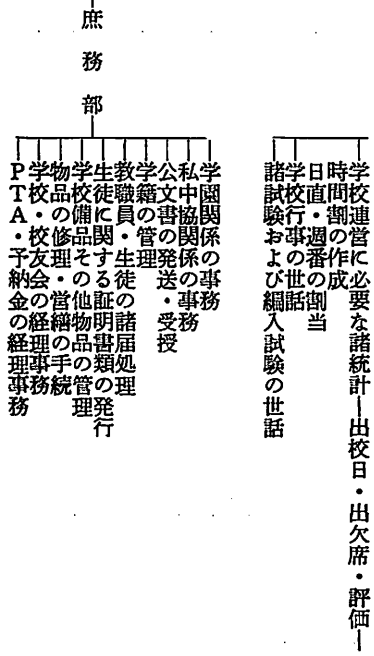 学校運営に必要な諸統計―出校日・出欠席・評価―
時間割の作成
日直・週番の割当
学校行事の世話
諸試験および編入試験の世話
庶務部
学園関係の事務
私中協関係の事務
公文書の発送・受授
学籍の管理
教職員・生徒の諸届処理
生徒に関する証明書類の発行
学校備品その他物品の管理
物品の修理・営繕の手続
学校・校友会の経理事務
PTA・予納金の経理事務